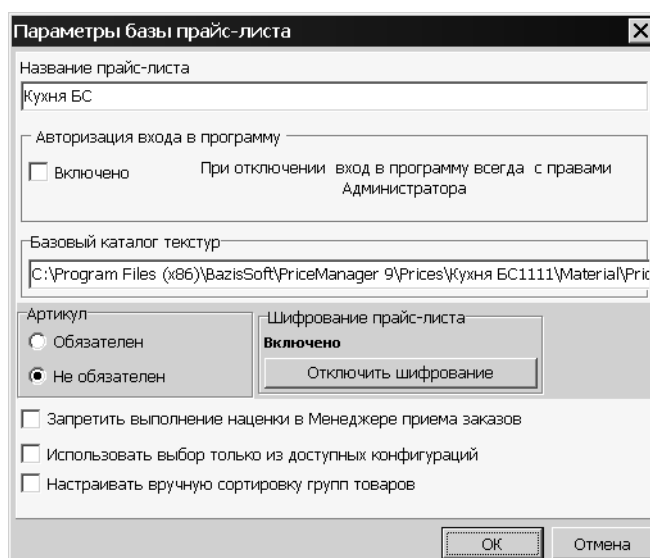 Параметры базы прайс-листа
Название прайс-листа
Кухня БС
Авторизация входа в программу
Включено
При отключении вход в программу всегда с правами
Администратора
Базовый каталог текстур
C:\Program Files (x86)\BazisSoft\PriceManager 9\Prices\Кухня БС1111\Material\Pric
Артикул
Обязателен
Не обязателен
Шифрование прайс-листа
Включено
Отключить шифрование
Запретить выполнение наценки в Менеджере приема заказов
Использовать выбор только из доступных конфигураций
Настраивать вручную сортировку групп товаров
ОК
Отмена